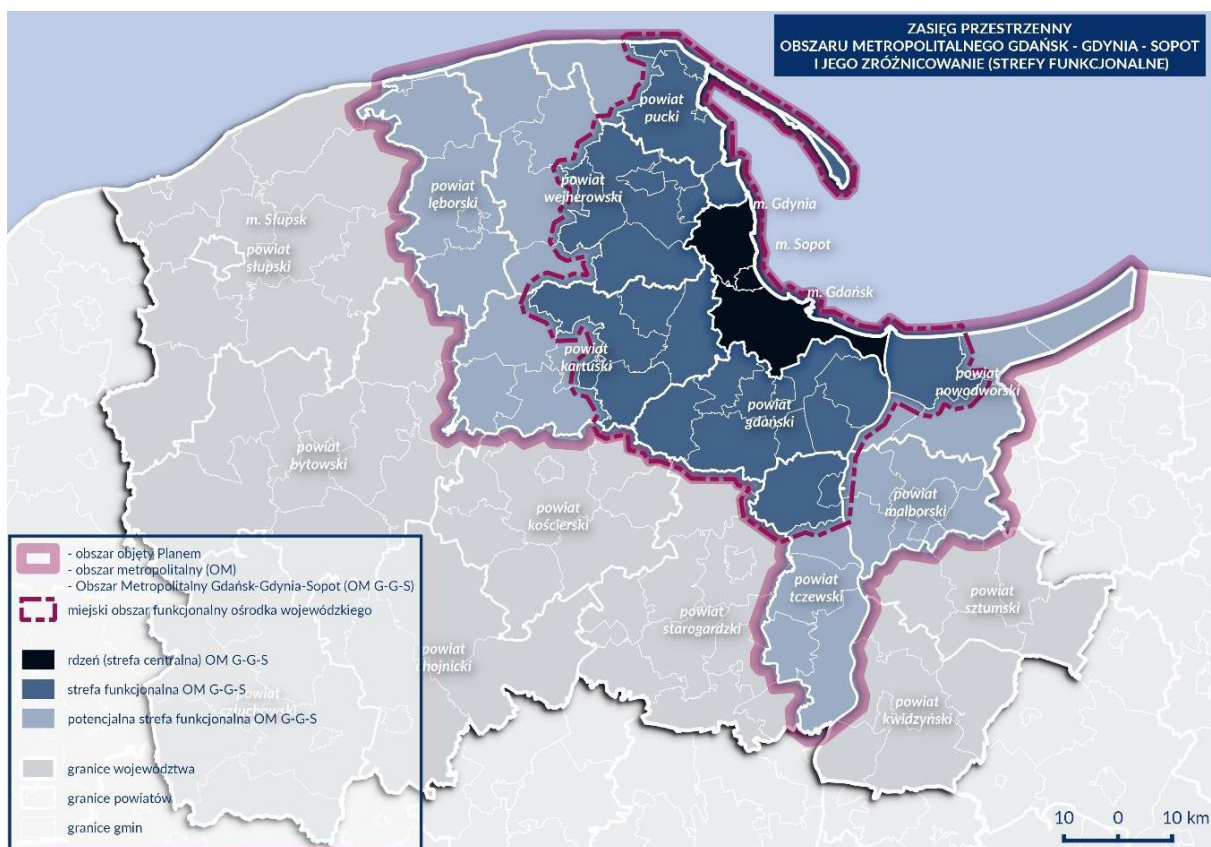 ZASIĘG PRZESTRZENNY
OBSZARU METROPOLITALNEGO GDAŃSK - GDYNIA - SOPOT
I JEGO ZRÓŻNICOWANIE (STREFY FUNKCJONALNE)
powiat
pucki
powiat
wejherowski
powiat
lęborski
m. Gdynia
m. Słupsk
powiat
słupski
m. Sopot
m. Gdańsk
powiat
kartuski
powiat
nowodworski
powiat
gdański
powiat
bytowski
powiat
malborski
powiat
kościerski
powiat
tczewski
powiat
sztumski
powiat
starogardzki
powiat
chojnicki
powiat
człuchowski
powiat
kwidzyński
- obszar objęty Planem
- obszar metropolitalny (OM)
- Obszar Metropolitalny Gdańsk-Gdynia-Sopot (OM G-G-S)
miejski obszar funkcjonalny ośrodka wojewódzkiego
rdzeń (strefa centralna) OM G-G-S
strefa funkcjonalna OM G-G-S
potencjalna strefa funkcjonalna OM G-G-S
granice województwa
granice powiatów
granice gmin
10 0 10 km